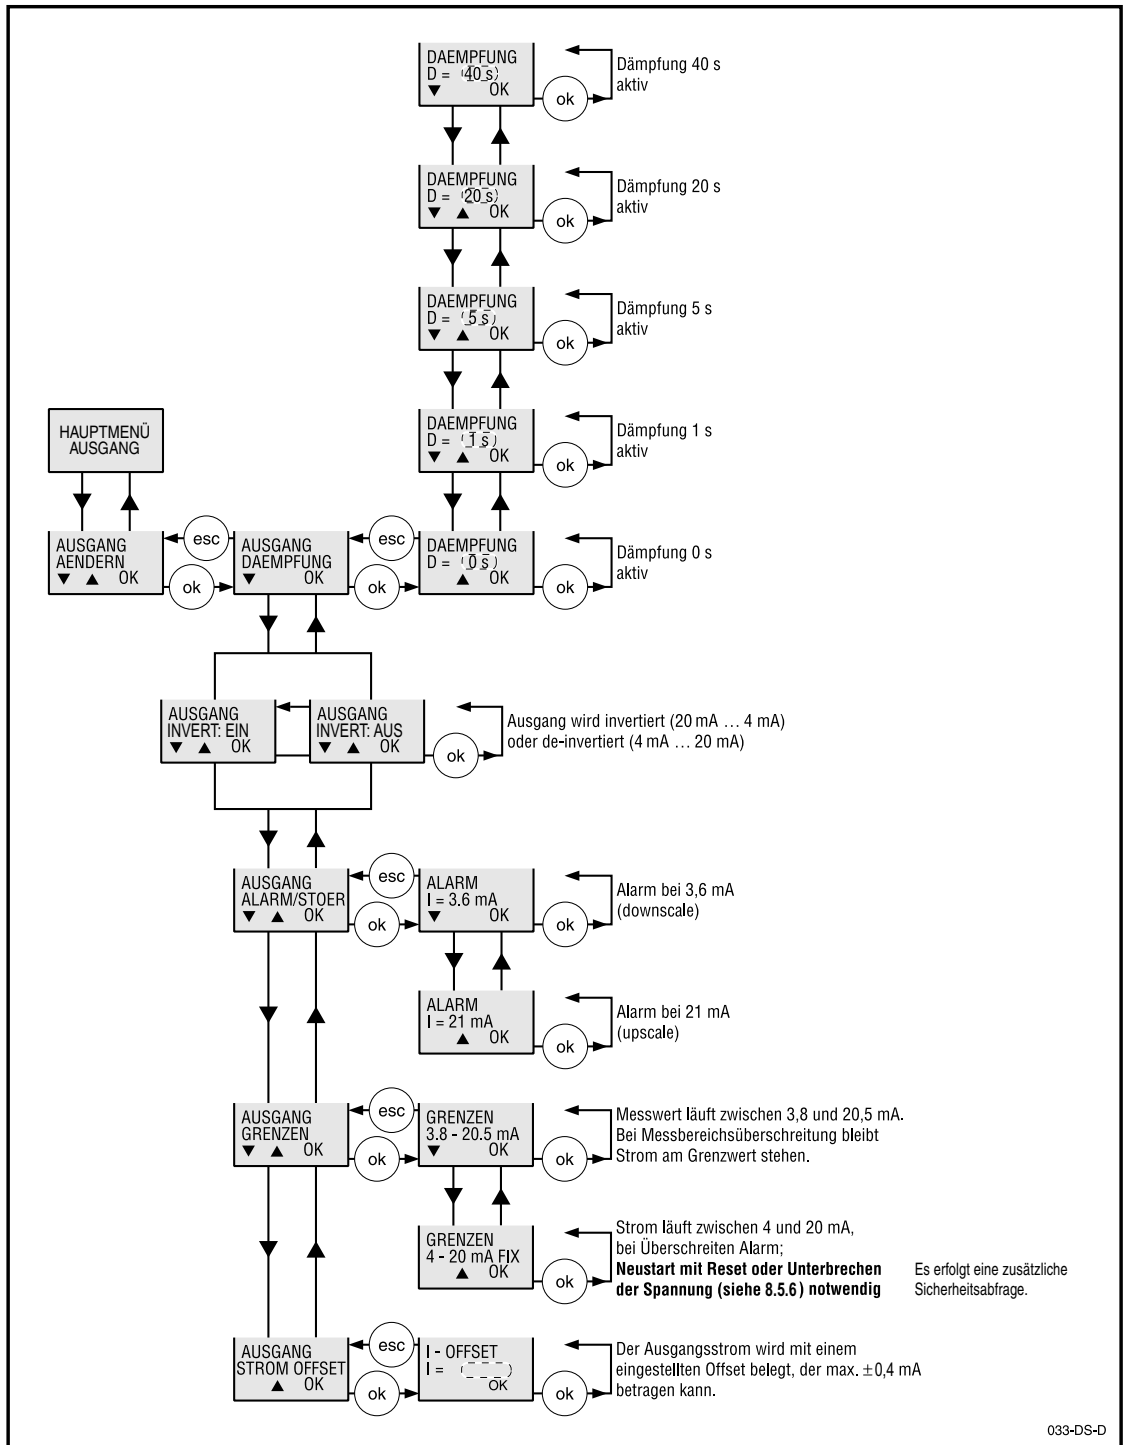 DAEMPFUNG
D = 40 s
▼ OK
ok
Dämpfung 40 s
aktiv
DAEMPFUNG
D = 20 s
▼ ▲ OK
ok
Dämpfung 20 s
aktiv
DAEMPFUNG
D = 5 s
▼ ▲ OK
ok
Dämpfung 5 s
aktiv
HAUPTMENÜ
AUSGANG
DAEMPFUNG
D = 1 s
▼ ▲ OK
ok
Dämpfung 1 s
aktiv
AUSGANG
AENDERN
▼ ▲ OK
esc
ok
AUSGANG
DAEMPFUNG
▼ OK
esc
ok
DAEMPFUNG
D = 0 s
▲ OK
ok
Dämpfung 0 s
aktiv
AUSGANG
INVERT: EIN
▼ ▲ OK
AUSGANG
INVERT: AUS
▼ ▲ OK
ok
Ausgang wird invertiert (20 mA ... 4 mA)
oder de-invertiert (4 mA ... 20 mA)
AUSGANG
ALARM/STOER
▼ ▲ OK
esc
ok
ALARM
I = 3.6 mA
▼ OK
ok
Alarm bei 3,6 mA
(downscale)
ALARM
I = 21 mA
▲ OK
ok
Alarm bei 21 mA
(upscale)
AUSGANG
GRENZEN
▼ ▲ OK
esc
ok
GRENZEN
3.8 - 20.5 mA
▼ OK
ok
Messwert läuft zwischen 3,8 und 20,5 mA.
Bei Messbereichsüberschreitung bleibt
Strom am Grenzwert stehen.
GRENZEN
4 - 20 mA FIX
▲ OK
ok
Strom läuft zwischen 4 und 20 mA,
bei Überschreiten Alarm;
Neustart mit Reset oder Unterbrechen
der Spannung (siehe 8.5.6) notwendig
Es erfolgt eine zusätzliche
Sicherheitsabfrage.
AUSGANG
STROM OFFSET
▲ OK
esc
ok
I - OFFSET
I =
OK
ok
Der Ausgangsstrom wird mit einem
eingestellten Offset belegt, der max. ±0,4 mA
betragen kann.
033-DS-D